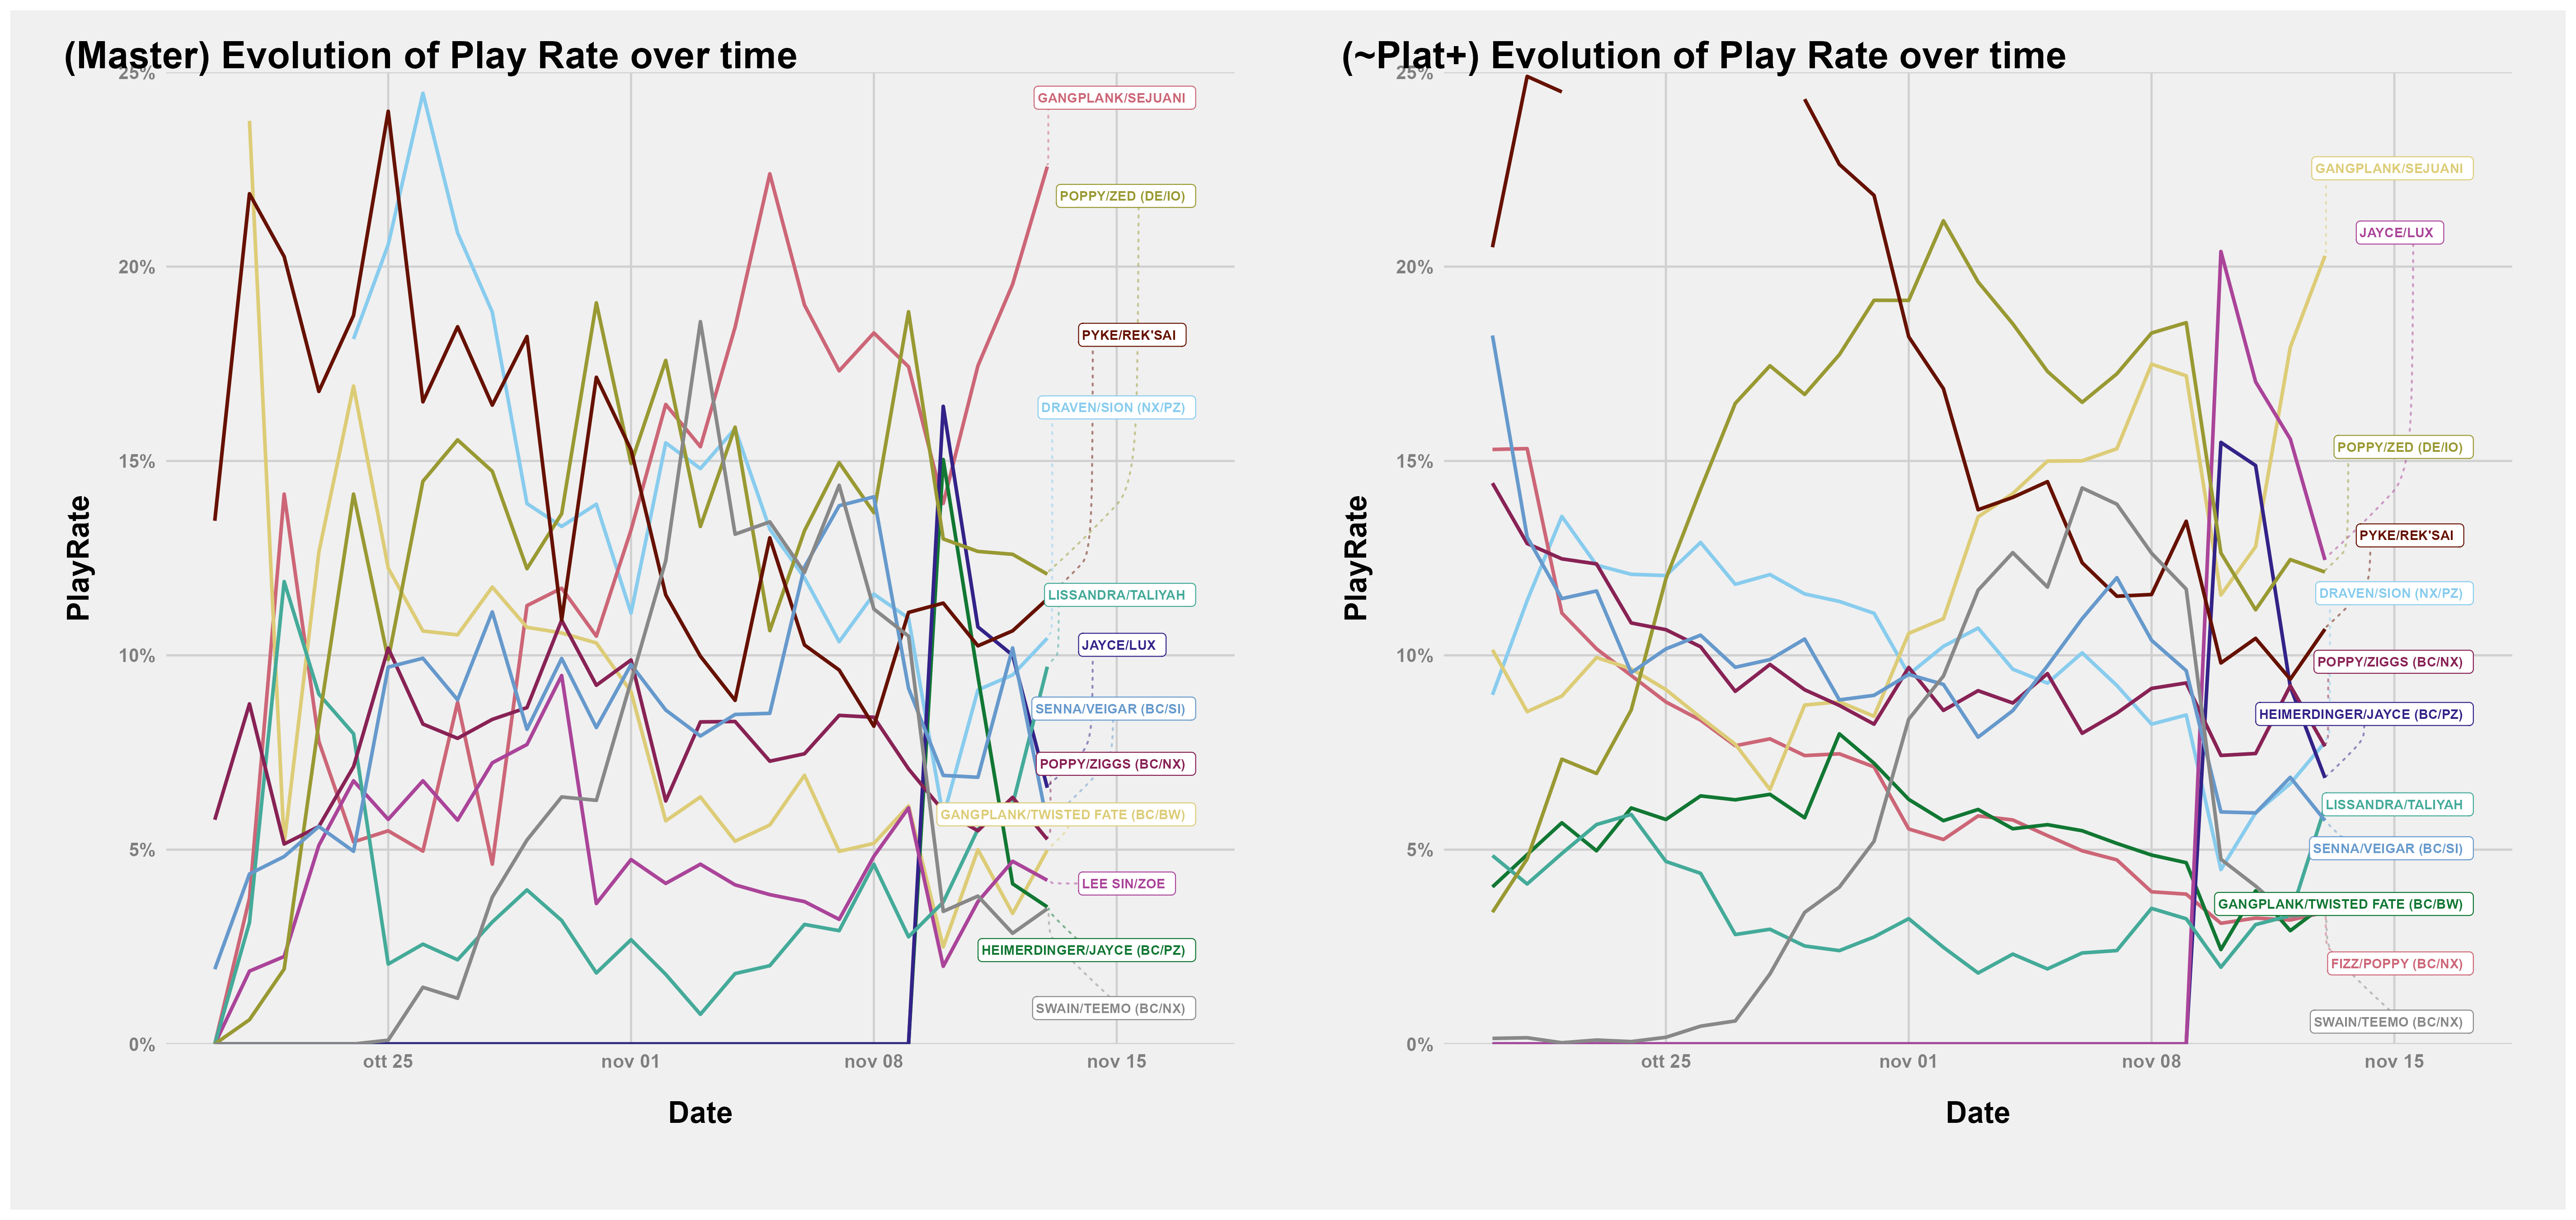 (Master) Evolution of Play Rate over time
25%
20%
15%
10%
5%
0%
PlayRate
ott 25
nov 01
nov 08
nov 15
Date
GANGPLANK/SEJUANI
POPPY/ZED (DE/IO)
PYKE/REK'SAI
DRAVEN/SION (NX/PZ)
LISSANDRA/TALIYAH
JAYCE/LUX
SENNA/VEIGAR (BC/SI)
POPPY/ZIGGS (BC/NX)
GANGPLANK/TWISTED FATE (BC/BW)
LEE SIN/ZOE
HEIMERDINGER/JAYCE (BC/PZ)
SWAIN/TEEMO (BC/NX)
(~Plat+) Evolution of Play Rate over time
25%
20%
15%
10%
5%
0%
PlayRate
ott 25
nov 01
nov 08
nov 15
Date
GANGPLANK/SEJUANI
JAYCE/LUX
POPPY/ZED (DE/IO)
PYKE/REK'SAI
DRAVEN/SION (NX/PZ)
POPPY/ZIGGS (BC/NX)
HEIMERDINGER/JAYCE (BC/PZ)
LISSANDRA/TALIYAH
SENNA/VEIGAR (BC/SI)
GANGPLANK/TWISTED FATE (BC/BW)
FIZZ/POPPY (BC/NX)
SWAIN/TEEMO (BC/NX)